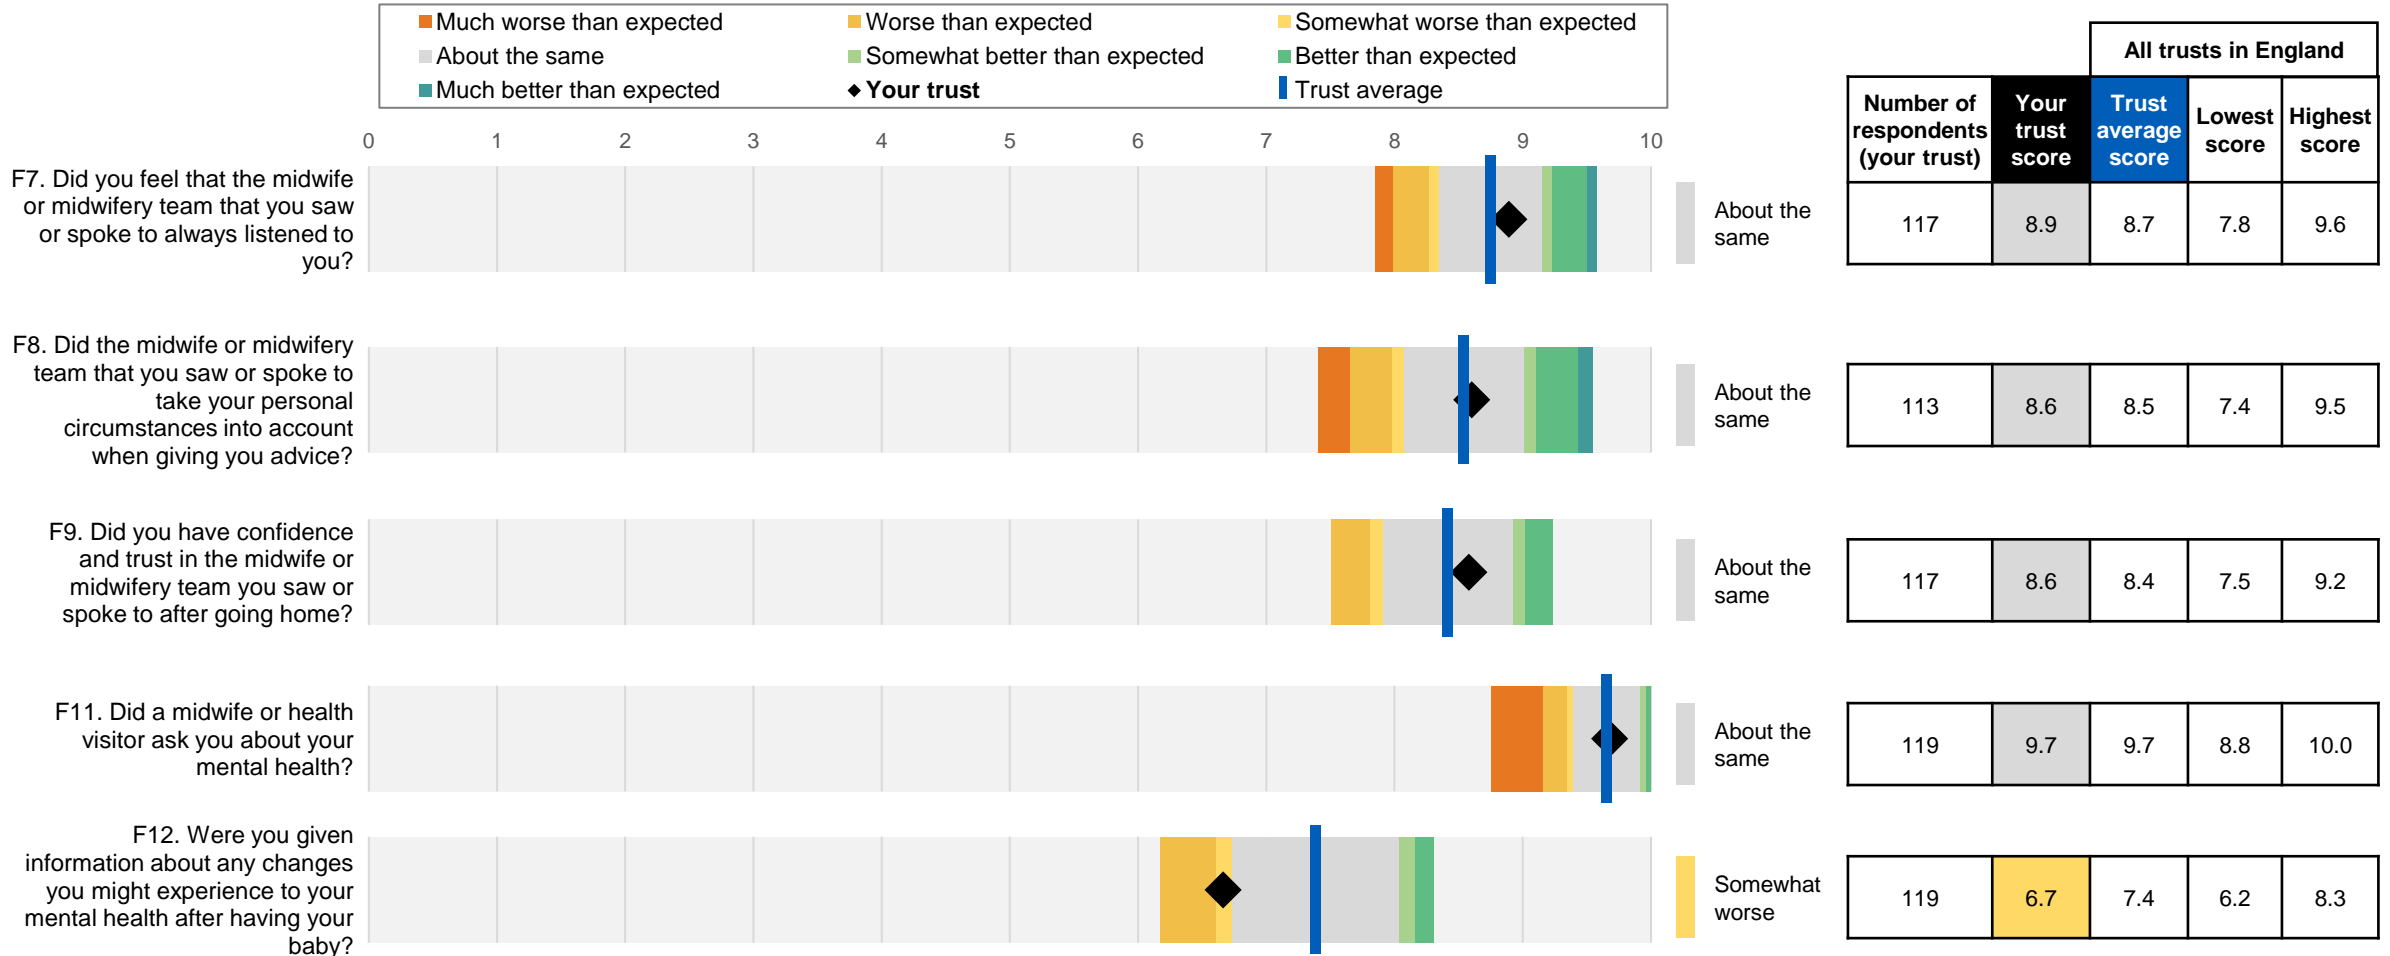 Much worse than expected
Worse than expected
Somewhat worse than expected
About the same
Somewhat better than expected
Better than expected
Much better than expected
Your trust
Trust average
All trusts in England
Number of
respondents
(your trust)
Your
trust
score
Trust
average
score
Lowest
score
Highest
score
0 1 2 3 4 5 6 7 8 9 10
F7. Did you feel that the midwife
or midwifery team that you saw
or spoke to always listened to
you?
About the
same
117 8.9 8.7 7.8 9.6
F8. Did the midwife or midwifery
team that you saw or spoke to
take your personal
circumstances into account
when giving you advice?
About the
same
113 8.6 8.5 7.4 9.5
F9. Did you have confidence
and trust in the midwife or
midwifery team you saw or
spoke to after going home?
About the
same
117 8.6 8.4 7.5 9.2
F11. Did a midwife or health
visitor ask you about your
mental health?
About the
same
119 9.7 9.7 8.8 10.0
F12. Were you given
information about any changes
you might experience to your
mental health after having your
baby?
Somewhat
worse
119 6.7 7.4 6.2 8.3